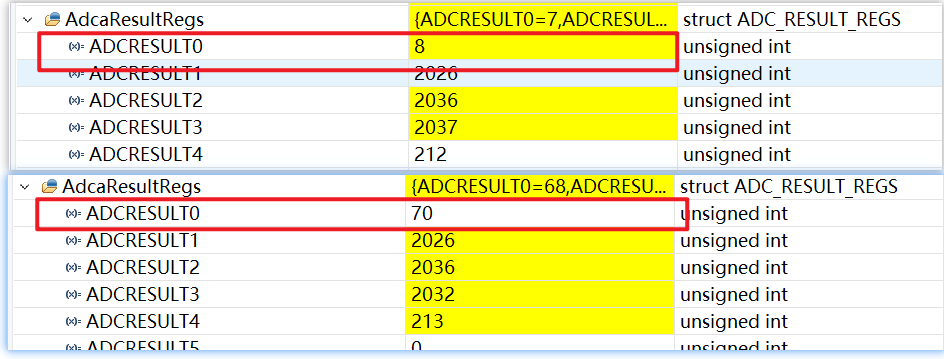 AdcaResultRegs {ADCRESULT0=7,ADCRESUL... struct ADC_RESULT_REGS
(x)= ADCRESULT0 8 unsigned int
(x)= ADCRESULT1 2026 unsigned int
(x)= ADCRESULT2 2036 unsigned int
(x)= ADCRESULT3 2037 unsigned int
(x)= ADCRESULT4 212 unsigned int
AdcaResultRegs {ADCRESULT0=68,ADCRESU... struct ADC_RESULT_REGS
(x)= ADCRESULT0 70 unsigned int
(x)= ADCRESULT1 2026 unsigned int
(x)= ADCRESULT2 2036 unsigned int
(x)= ADCRESULT3 2032 unsigned int
(x)= ADCRESULT4 213 unsigned int
(x)= ADCRESULT5 0 unsigned int